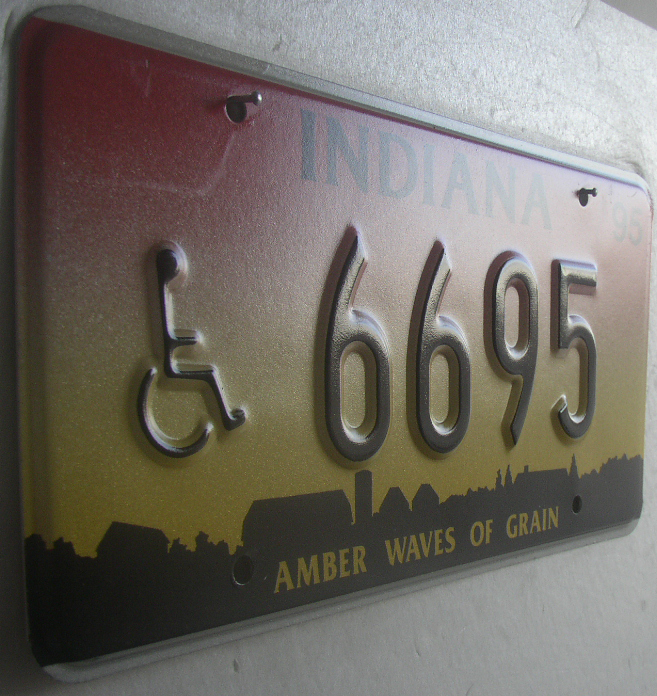 INDIANA
'95
6695
AMBER WAVES OF GRAIN